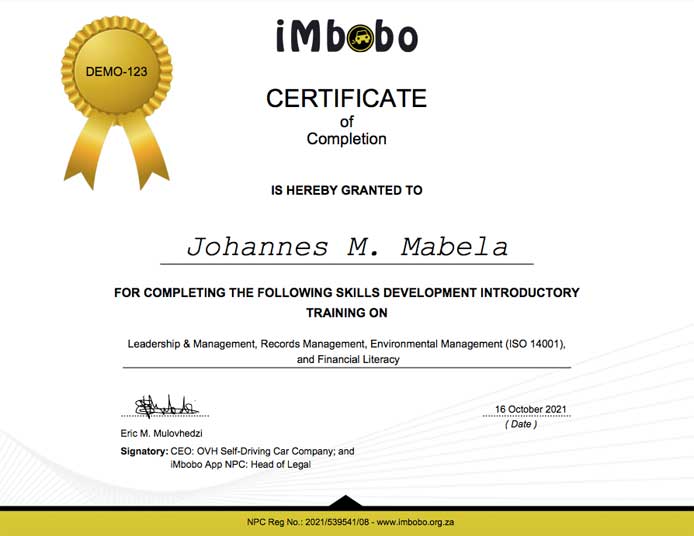 DEMO-123
iMbobo
CERTIFICATE
of
Completion
IS HEREBY GRANTED TO
Johannes M. Mabela
FOR COMPLETING THE FOLLOWING SKILLS DEVELOPMENT INTRODUCTORY
TRAINING ON
Leadership & Management, Records Management, Environmental Management (ISO 14001),
and Financial Literacy
16 October 2021
( Date )
Eric M. Mulovhedzi
Signatory: CEO: OVH Self-Driving Car Company; and
iMbobo App NPC: Head of Legal
NPC Reg No.: 2021/539541/08 - www.imbobo.org.za